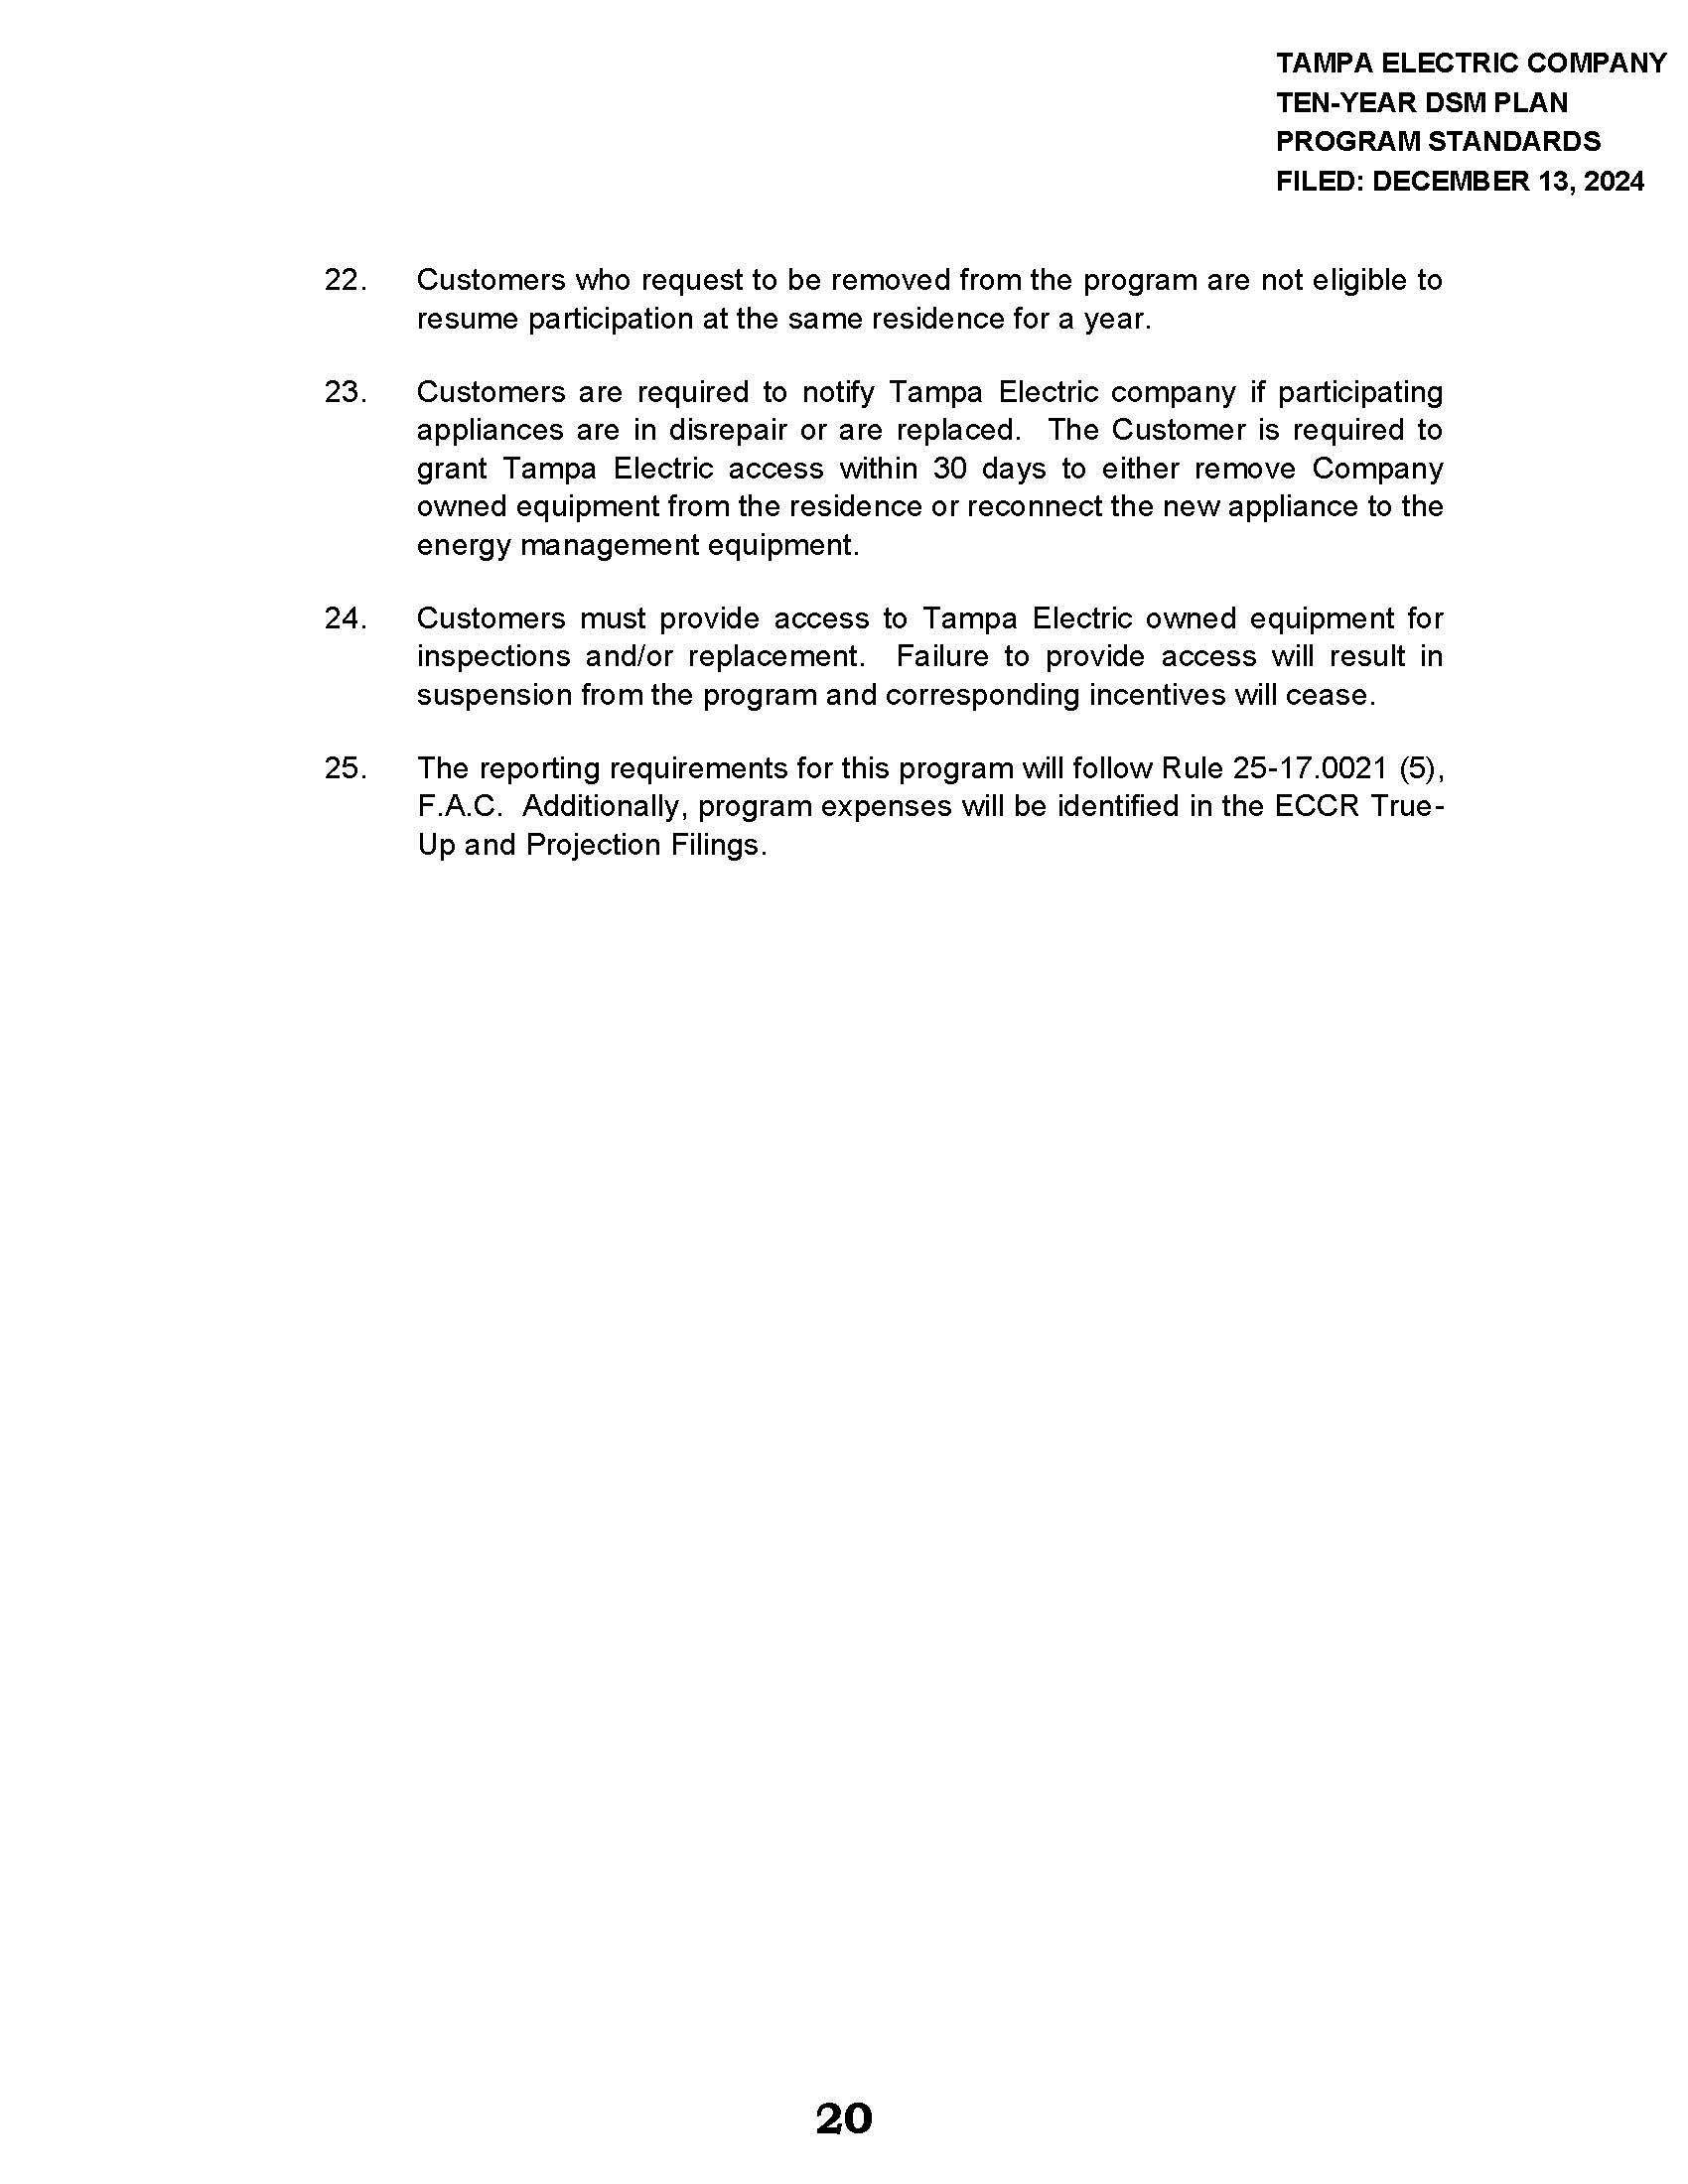 TAMPA ELECTRIC COMPANY
TEN-YEAR DSM PLAN
PROGRAM STANDARDS
FILED: DECEMBER 13, 2024
22. Customers who request to be removed from the program are not eligible to
resume participation at the same residence for a year.
23. Customers are required to notify Tampa Electric company if participating
appliances are in disrepair or are replaced. The Customer is required to
grant Tampa Electric access within 30 days to either remove Company
owned equipment from the residence or reconnect the new appliance to the
energy management equipment.
24. Customers must provide access to Tampa Electric owned equipment for
inspections and/or replacement. Failure to provide access will result in
suspension from the program and corresponding incentives will cease.
25. The reporting requirements for this program will follow Rule 25-17.0021 (5),
F.A.C. Additionally, program expenses will be identified in the ECCR True-
Up and Projection Filings.
20